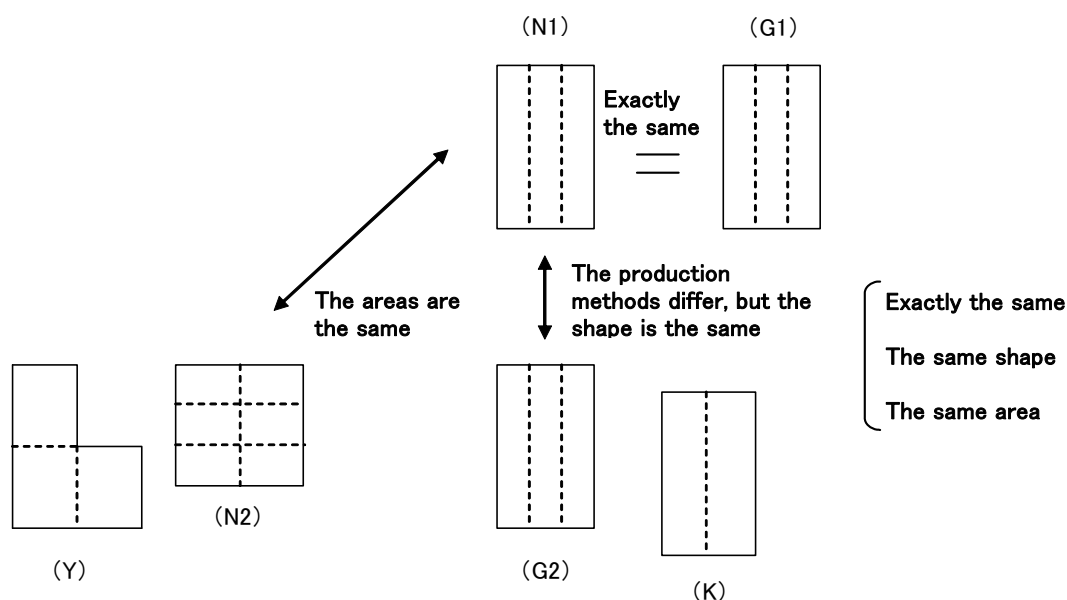 (N1)
(G1)
Exactly
the same
The areas are
the same
The production
methods differ, but the
shape is the same
Exactly the same
The same shape
The same area
(Y)
(N2)
(G2)
(K)